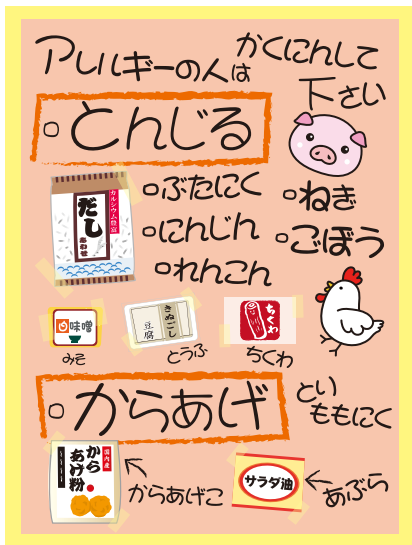 アレルギーの人は
かくにんして
下さい
とんじる
だし
あわせ
カルシウム豊富
ぶたにく
にんじん
れんこん
ねぎ
ごぼう
白味噌
みそ
きぬごし
豆腐
とうふ
ちくわ
ちくわ
からあげ
とい
ももにく
国内産
から
あげ粉
からあげこ
サラダ油
あぶら